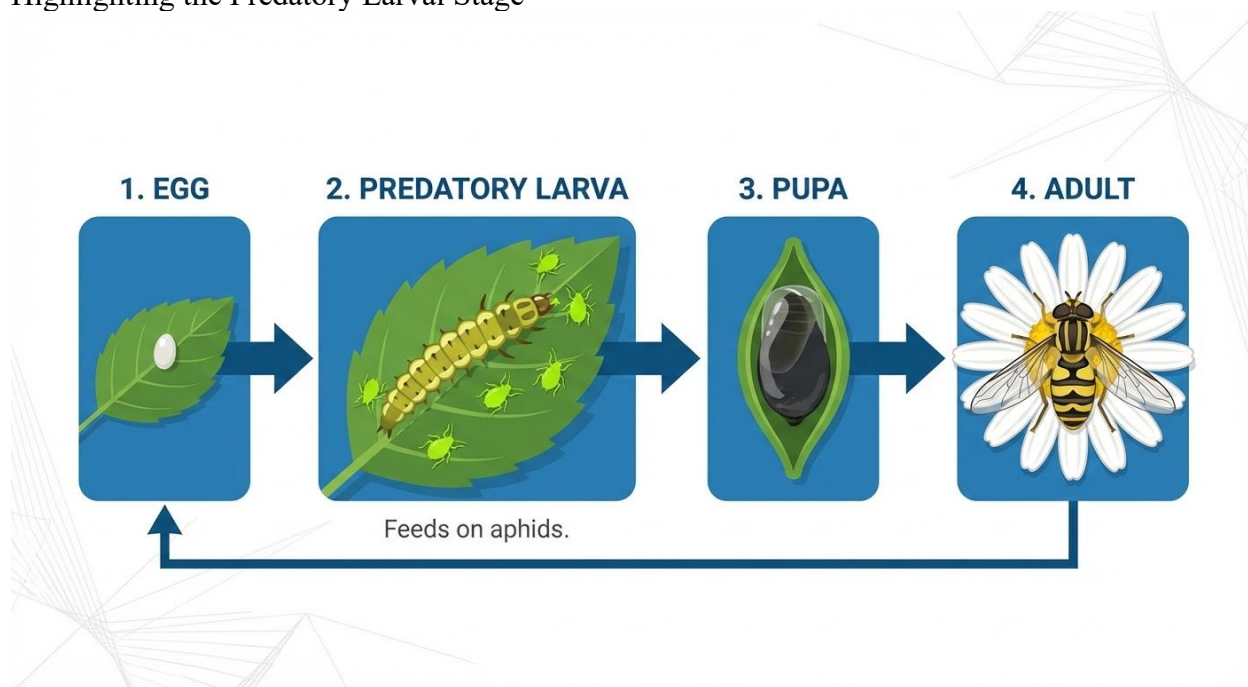 Highlighting the Predatory Larval Stage
1. EGG
2. PREDATORY LARVA
3. PUPA
4. ADULT
Feeds on aphids.